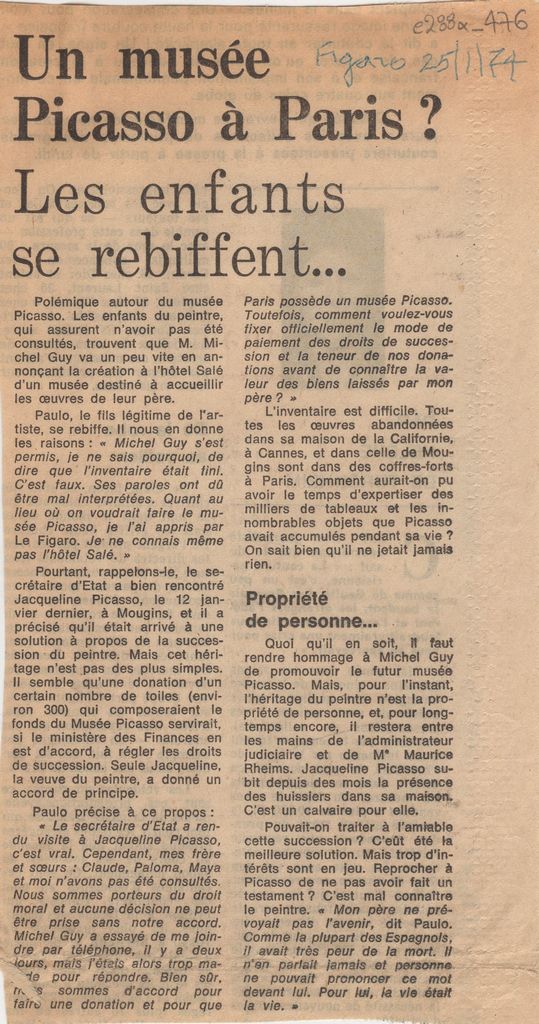 e238x_476
Figaro 25/1/74
Un musée
Picasso à Paris ?
Les enfants
se rebiffent...
Polémique autour du musée
Picasso. Les enfants du peintre,
qui assurent n'avoir pas été
consultés, trouvent que M. Mi-
chel Guy va un peu vite en an-
nonçant la création à l'hôtel Salé
d'un musée destiné à accueillir
les œuvres de leur père.
Paulo, le fils légitime de l'ar-
tiste, se rebiffe. Il nous en donne
les raisons : « Michel Guy s'est
permis, je ne sais pourquoi, de
dire que l'inventaire était fini.
C'est faux. Ses paroles ont dû
être mal interprétées. Quant au
lieu où on voudrait faire le mu-
sée Picasso, je l'ai appris par
Le Figaro. Je ne connais même
pas l'hôtel Salé. »
Pourtant, rappelons-le, le se-
crétaire d'Etat a bien rencontré
Jacqueline Picasso, le 12 jan-
vier dernier, à Mougins, et il a
précisé qu'il était arrivé à une
solution à propos de la succes-
sion du peintre. Mais cet héri-
tage n'est pas des plus simples.
Il semble qu'une donation d'un
certain nombre de toiles (envi-
ron 300) qui composeraient le
fonds du Musée Picasso servirait,
si le ministère des Finances en
est d'accord, à régler les droits
de succession. Seule Jacqueline,
la veuve du peintre, a donné un
accord de principe.
Paulo précise à ce propos :
« Le secrétaire d'Etat a ren-
du visite à Jacqueline Picasso,
c'est vrai. Cependant, mes frère
et sœurs : Claude, Paloma, Maya
et moi n'avons pas été consultés.
Nous sommes porteurs du droit
moral et aucune décision ne peut
être prise sans notre accord.
Michel Guy a essayé de me join-
dre par téléphone, il y a deux
jours, mais j'étais alors trop ma-
de pour répondre. Bien sûr,
sommes d'accord pour
faire une donation et pour que
Paris possède un musée Picasso.
Toutefois, comment voulez-vous
fixer officiellement le mode de
paiement des droits de succes-
sion et la teneur de nos dona-
tions avant de connaître la va-
leur des biens laissés par mon
père ? »
L'inventaire est difficile. Tou-
tes les œuvres abandonnées
dans sa maison de la Californie,
à Cannes, et dans celle de Mou-
gins sont dans des coffres-forts
à Paris. Comment aurait-on pu
avoir le temps d'expertiser des
milliers de tableaux et les in-
nombrables objets que Picasso
avait accumulés pendant sa vie ?
On sait bien qu'il ne jetait jamais
rien.
Propriété
de personne...
Quoi qu'il en soit, il faut
rendre hommage à Michel Guy
de promouvoir le futur musée
Picasso. Mais, pour l'instant,
l'héritage du peintre n'est la pro-
priété de personne, et, pour long-
temps encore, il restera entre
les mains de l'administrateur
judiciaire et de Mᵉ Maurice
Rheims. Jacqueline Picasso su-
bit depuis des mois la présence
des huissiers dans sa maison.
C'est un calvaire pour elle.
Pouvait-on traiter à l'amiable
cette succession ? C'eût été la
meilleure solution. Mais trop d'in-
térêts sont en jeu. Reprocher à
Picasso de ne pas avoir fait un
testament ? C'est mal connaître
le peintre. « Mon père ne pré-
voyait pas l'avenir, dit Paulo.
Comme la plupart des Espagnols,
il avait très peur de la mort. Il
n'en parlait jamais et personne
ne pouvait prononcer ce mot
devant lui. Pour lui, la vie était
la vie. »